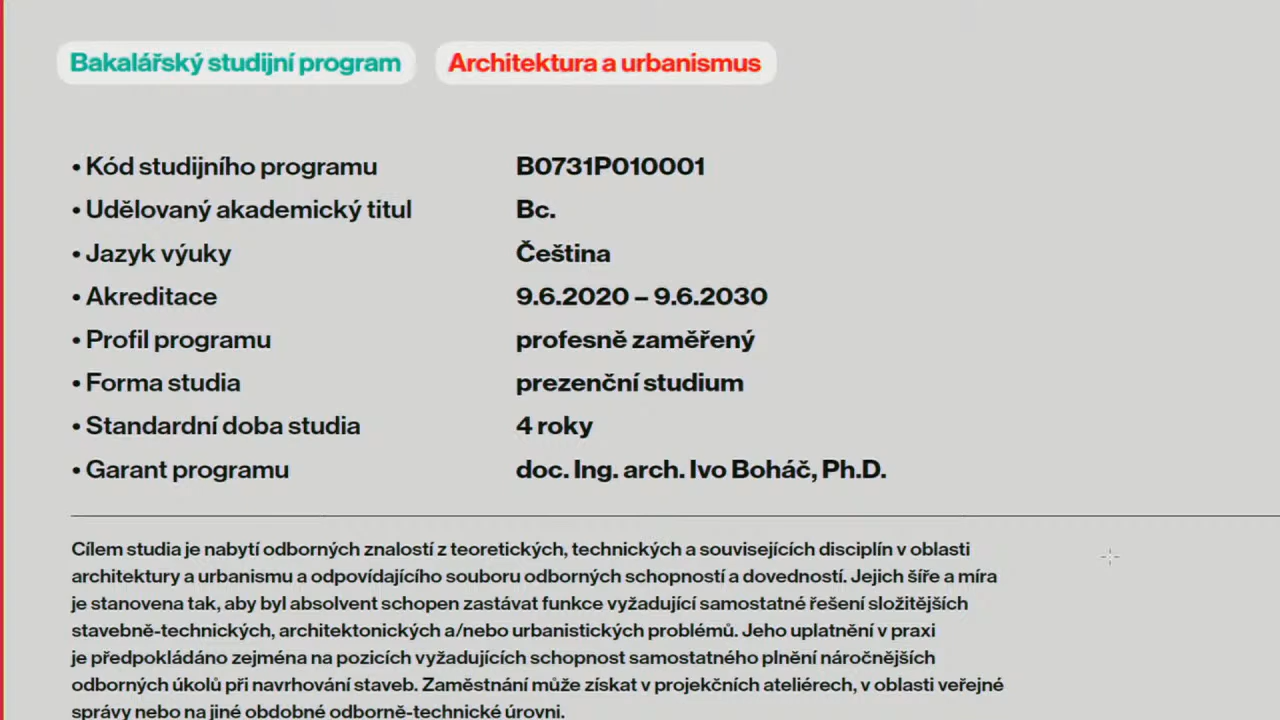 Bakalářský studijní program Architektura a urbanismus
• Kód studijního programu B0731P010001
• Udělovaný akademický titul Bc.
• Jazyk výuky Čeština
• Akreditace 9.6.2020 – 9.6.2030
• Profil programu profesně zaměřený
• Forma studia prezenční studium
• Standardní doba studia 4 roky
• Garant programu doc. Ing. arch. Ivo Boháč, Ph.D.
Cílem studia je nabytí odborných znalostí z teoretických, technických a souvisejících disciplín v oblasti
architektury a urbanismu a odpovídajícího souboru odborných schopností a dovedností. Jejich šíře a míra
je stanovena tak, aby byl absolvent schopen zastávat funkce vyžadující samostatné řešení složitějších
stavebně-technických, architektonických a/nebo urbanistických problémů. Jeho uplatnění v praxi
je předpokládáno zejména na pozicích vyžadujících schopnost samostatného plnění náročnějších
odborných úkolů při navrhování staveb. Zaměstnání může získat v projekčních ateliérech, v oblasti veřejné
správy nebo na jiné obdobné odborně-technické úrovni.